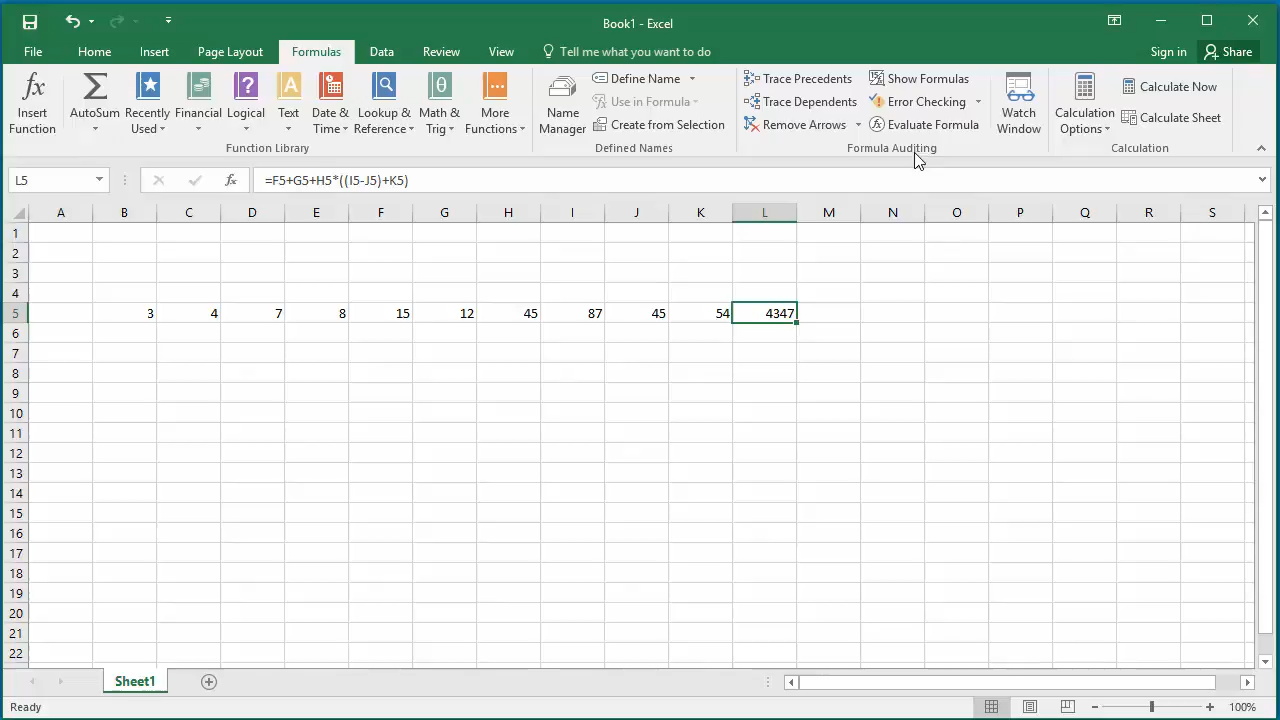 Book1 - Excel
File Home Insert Page Layout Formulas Data Review View Tell me what you want to do Sign in Share
fx Insert Function
Σ AutoSum
Recently Used
Financial
? Logical
A Text
Date & Time
Lookup & Reference
θ Math & Trig
More Functions
Function Library
Name Manager
Define Name
Use in Formula
Create from Selection
Defined Names
Trace Precedents
Trace Dependents
Remove Arrows
Show Formulas
Error Checking
Evaluate Formula
Watch Window
Formula Auditing
Calculation Options
Calculate Now
Calculate Sheet
Calculation
L5 fx =F5+G5+H5*((I5-J5)+K5)
A B C D E F G H I J K L M N O P Q R S
1
2
3
4
5 3 4 7 8 15 12 45 87 45 54 4347
6
7
8
9
10
11
12
13
14
15
16
17
18
19
20
21
22
Sheet1
Ready 100%